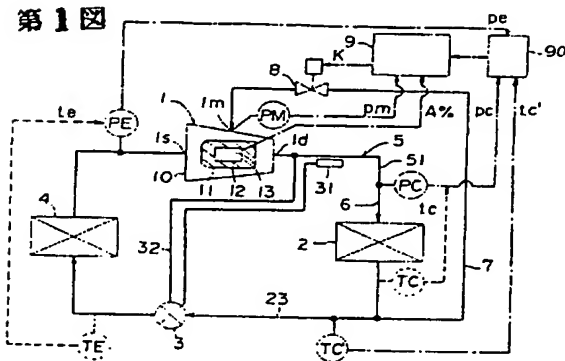 第1図
pe
9
90
K
8
PE
te
1
1m
PM
pm
A%
pc
tc'
1s
1d
5
51
10
11
12
13
31
PC
4
6
tc
32
2
7
TC
23
3
TE
TC'